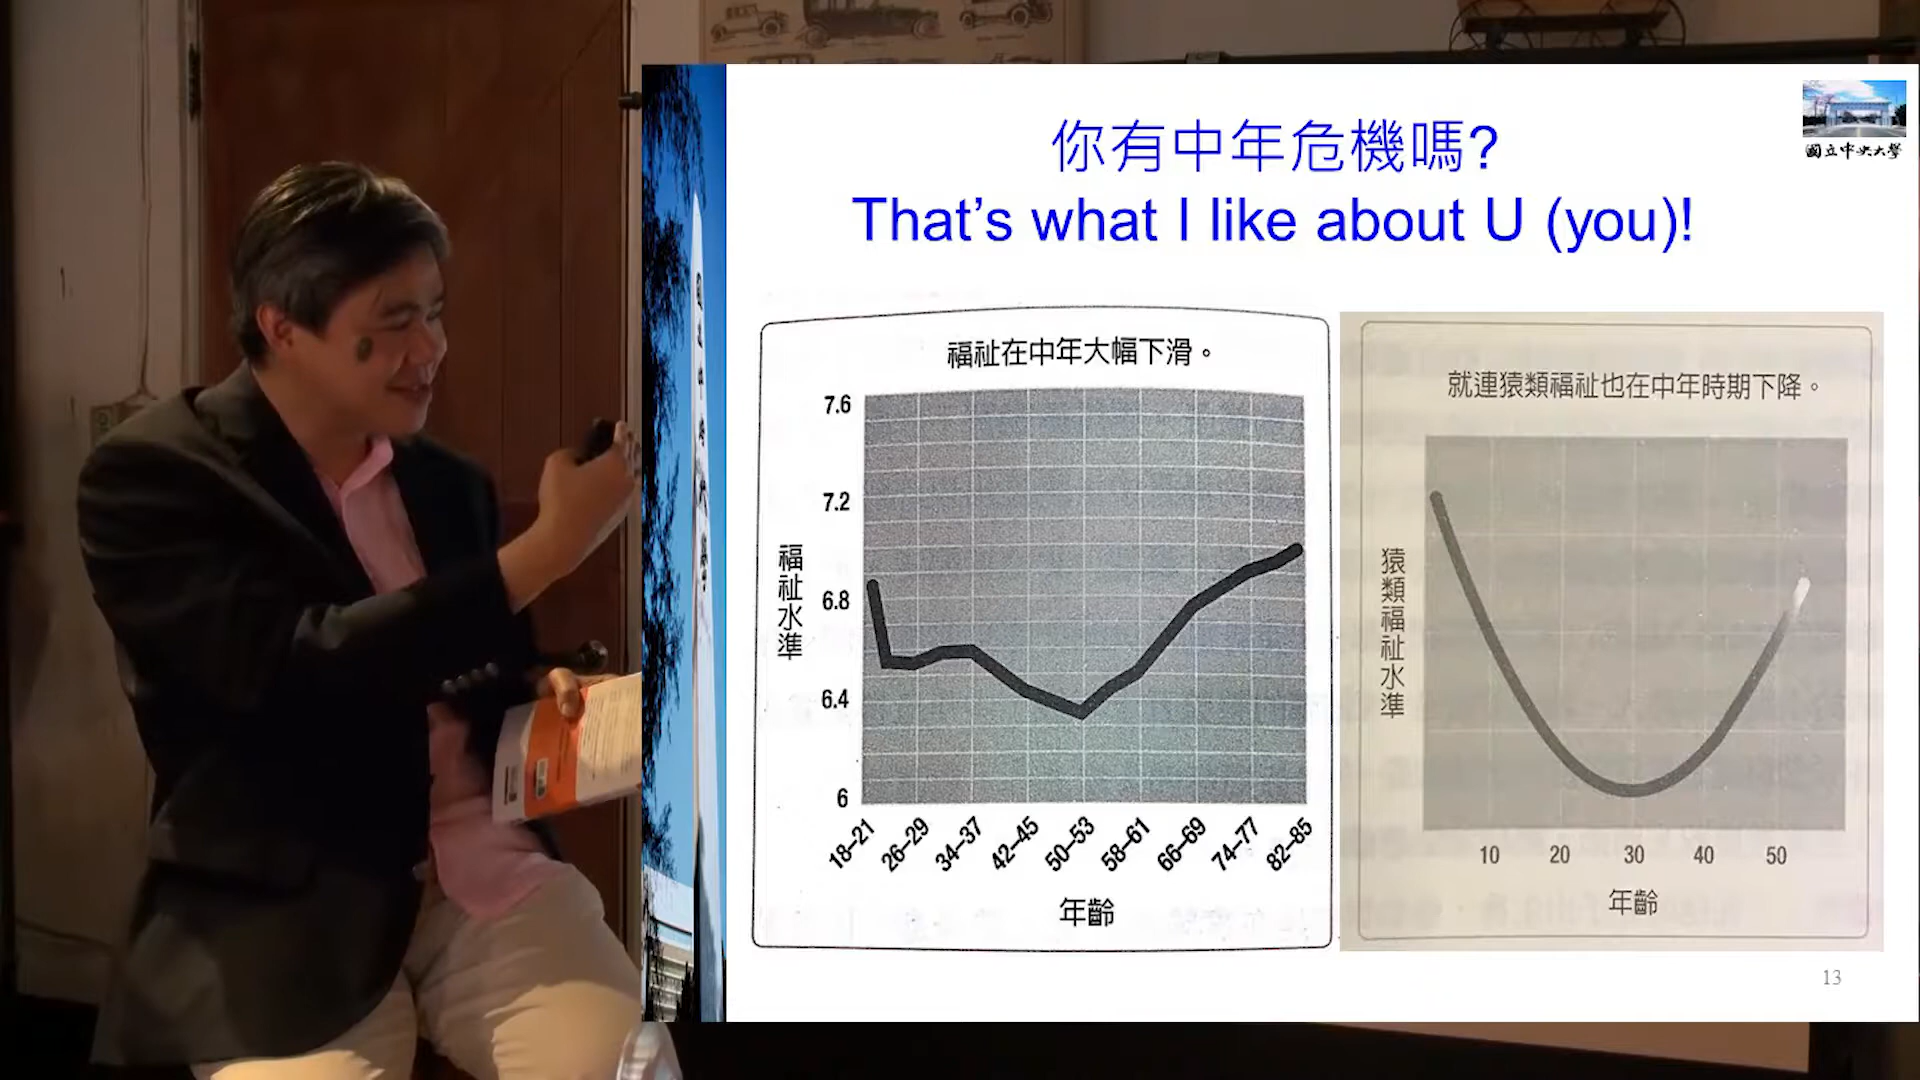 你有中年危機嗎?
That's what I like about U (you)!
國立中央大學
福祉在中年大幅下滑。
7.6
7.2
6.8
6.4
6
福祉水準
18–21
26–29
34–37
42–45
50–53
58–61
66–69
74–77
82–85
年齡
就連猿類福祉也在中年時期下降。
猿類福祉水準
10
20
30
40
50
年齡
13